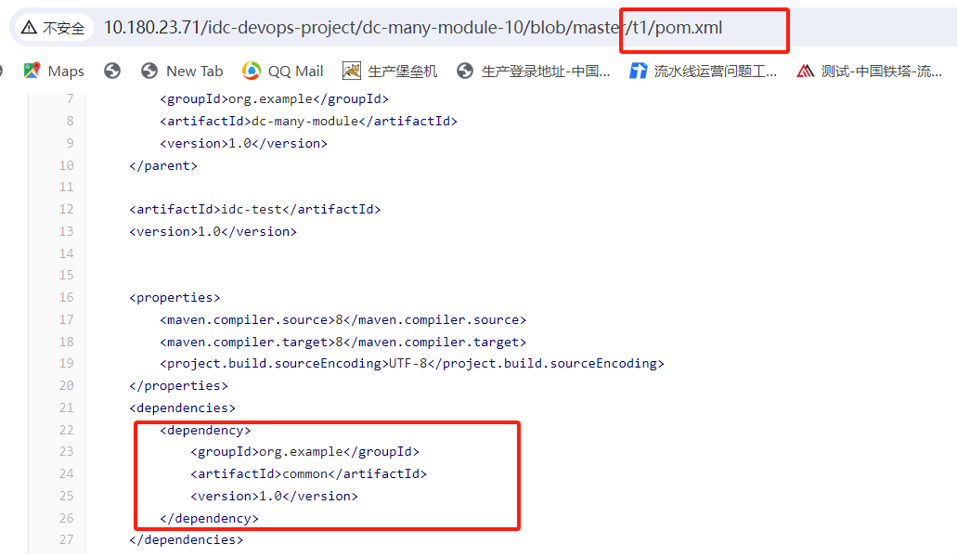 不安全 10.180.23.71/idc-devops-project/dc-many-module-10/blob/master/t1/pom.xml
Maps New Tab QQ Mail 生产堡垒机 生产登录地址-中国... 流水线运营问题工... 测试-中国铁塔-流...
7 <groupId>org.example</groupId>
8 <artifactId>dc-many-module</artifactId>
9 <version>1.0</version>
10 </parent>
11
12 <artifactId>idc-test</artifactId>
13 <version>1.0</version>
14
15
16 <properties>
17 <maven.compiler.source>8</maven.compiler.source>
18 <maven.compiler.target>8</maven.compiler.target>
19 <project.build.sourceEncoding>UTF-8</project.build.sourceEncoding>
20 </properties>
21 <dependencies>
22 <dependency>
23 <groupId>org.example</groupId>
24 <artifactId>common</artifactId>
25 <version>1.0</version>
26 </dependency>
27 </dependencies>